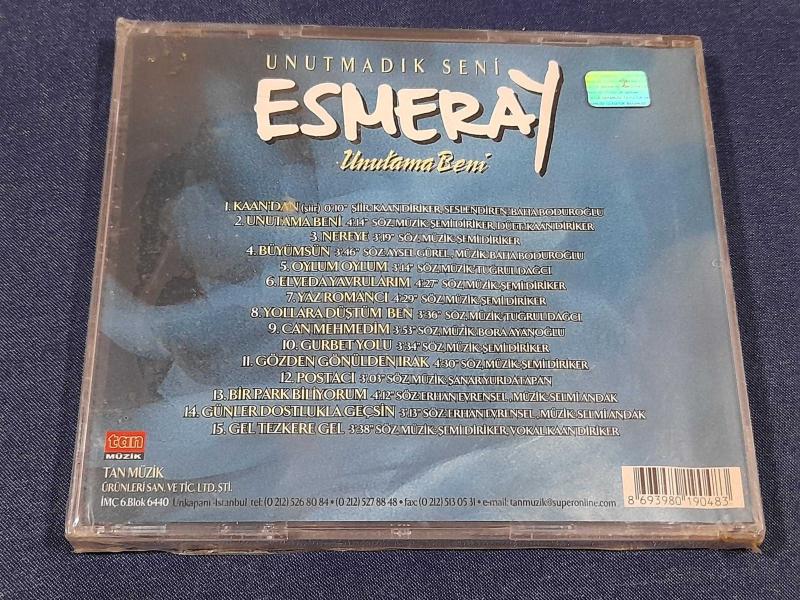 UNUTMADIK SENİ
ESMERAY
Unutama Beni
1. KAAN'DAN (şiir) 0:10" ŞİİR:KAAN DİRİKER, SESLENDİREN:BAHA BODUROĞLU
2. UNUTAMA BENİ 4:14" SÖZ, MÜZİK:ŞEMİ DİRİKER, DÜET:KAAN DİRİKER
3. NEREYE 3:19" SÖZ, MÜZİK:ŞEMİ DİRİKER
4. BÜYÜMSÜN 3:46" SÖZ:AYSEL GÜREL, MÜZİK:BAHA BODUROĞLU
5. OYLUM OYLUM 3:44" SÖZ, MÜZİK:TUĞRUL DAĞCI
6. ELVEDA YAVRULARIM 4:27" SÖZ, MÜZİK:ŞEMİ DİRİKER
7. YAZ ROMANCI 4:29" SÖZ, MÜZİK:ŞEMİ DİRİKER
8. YOLLARA DÜŞTÜM BEN 3:36" SÖZ, MÜZİK:TUĞRUL DAĞCI
9. CAN MEHMEDİM 3:53" SÖZ, MÜZİK:BORA AYANOĞLU
10. GURBET YOLU 3:34" SÖZ, MÜZİK:ŞEMİ DİRİKER
11. GÖZDEN GÖNÜLDEN IRAK 4:30" SÖZ, MÜZİK:ŞEMİ DİRİKER
12. POSTACI 3:03" SÖZ, MÜZİK:ŞANAR YURDATAPAN
13. BİR PARK BİLİYORUM 4:12" SÖZ:ERHAN EVRENSEL, MÜZİK:SELMİ ANDAK
14. GÜNLER DOSTLUKLA GEÇSİN 3:13" SÖZ:ERHAN EVRENSEL, MÜZİK:SELMİ ANDAK
15. GEL TEZKERE GEL 3:38" SÖZ, MÜZİK:ŞEMİ DİRİKER, VOKAL:KAAN DİRİKER
tan
MÜZİK
TAN MÜZİK
ÜRÜNLERİ SAN. VE TİC. LTD. ŞTİ.
İMÇ 6.Blok 6440 Unkapanı-İstanbul tel:(0 212) 526 80 84 • (0 212) 527 88 48 • fax: (0 212) 513 05 31 • e-mail: tanmuzik@superonline.com
8 693980 190483